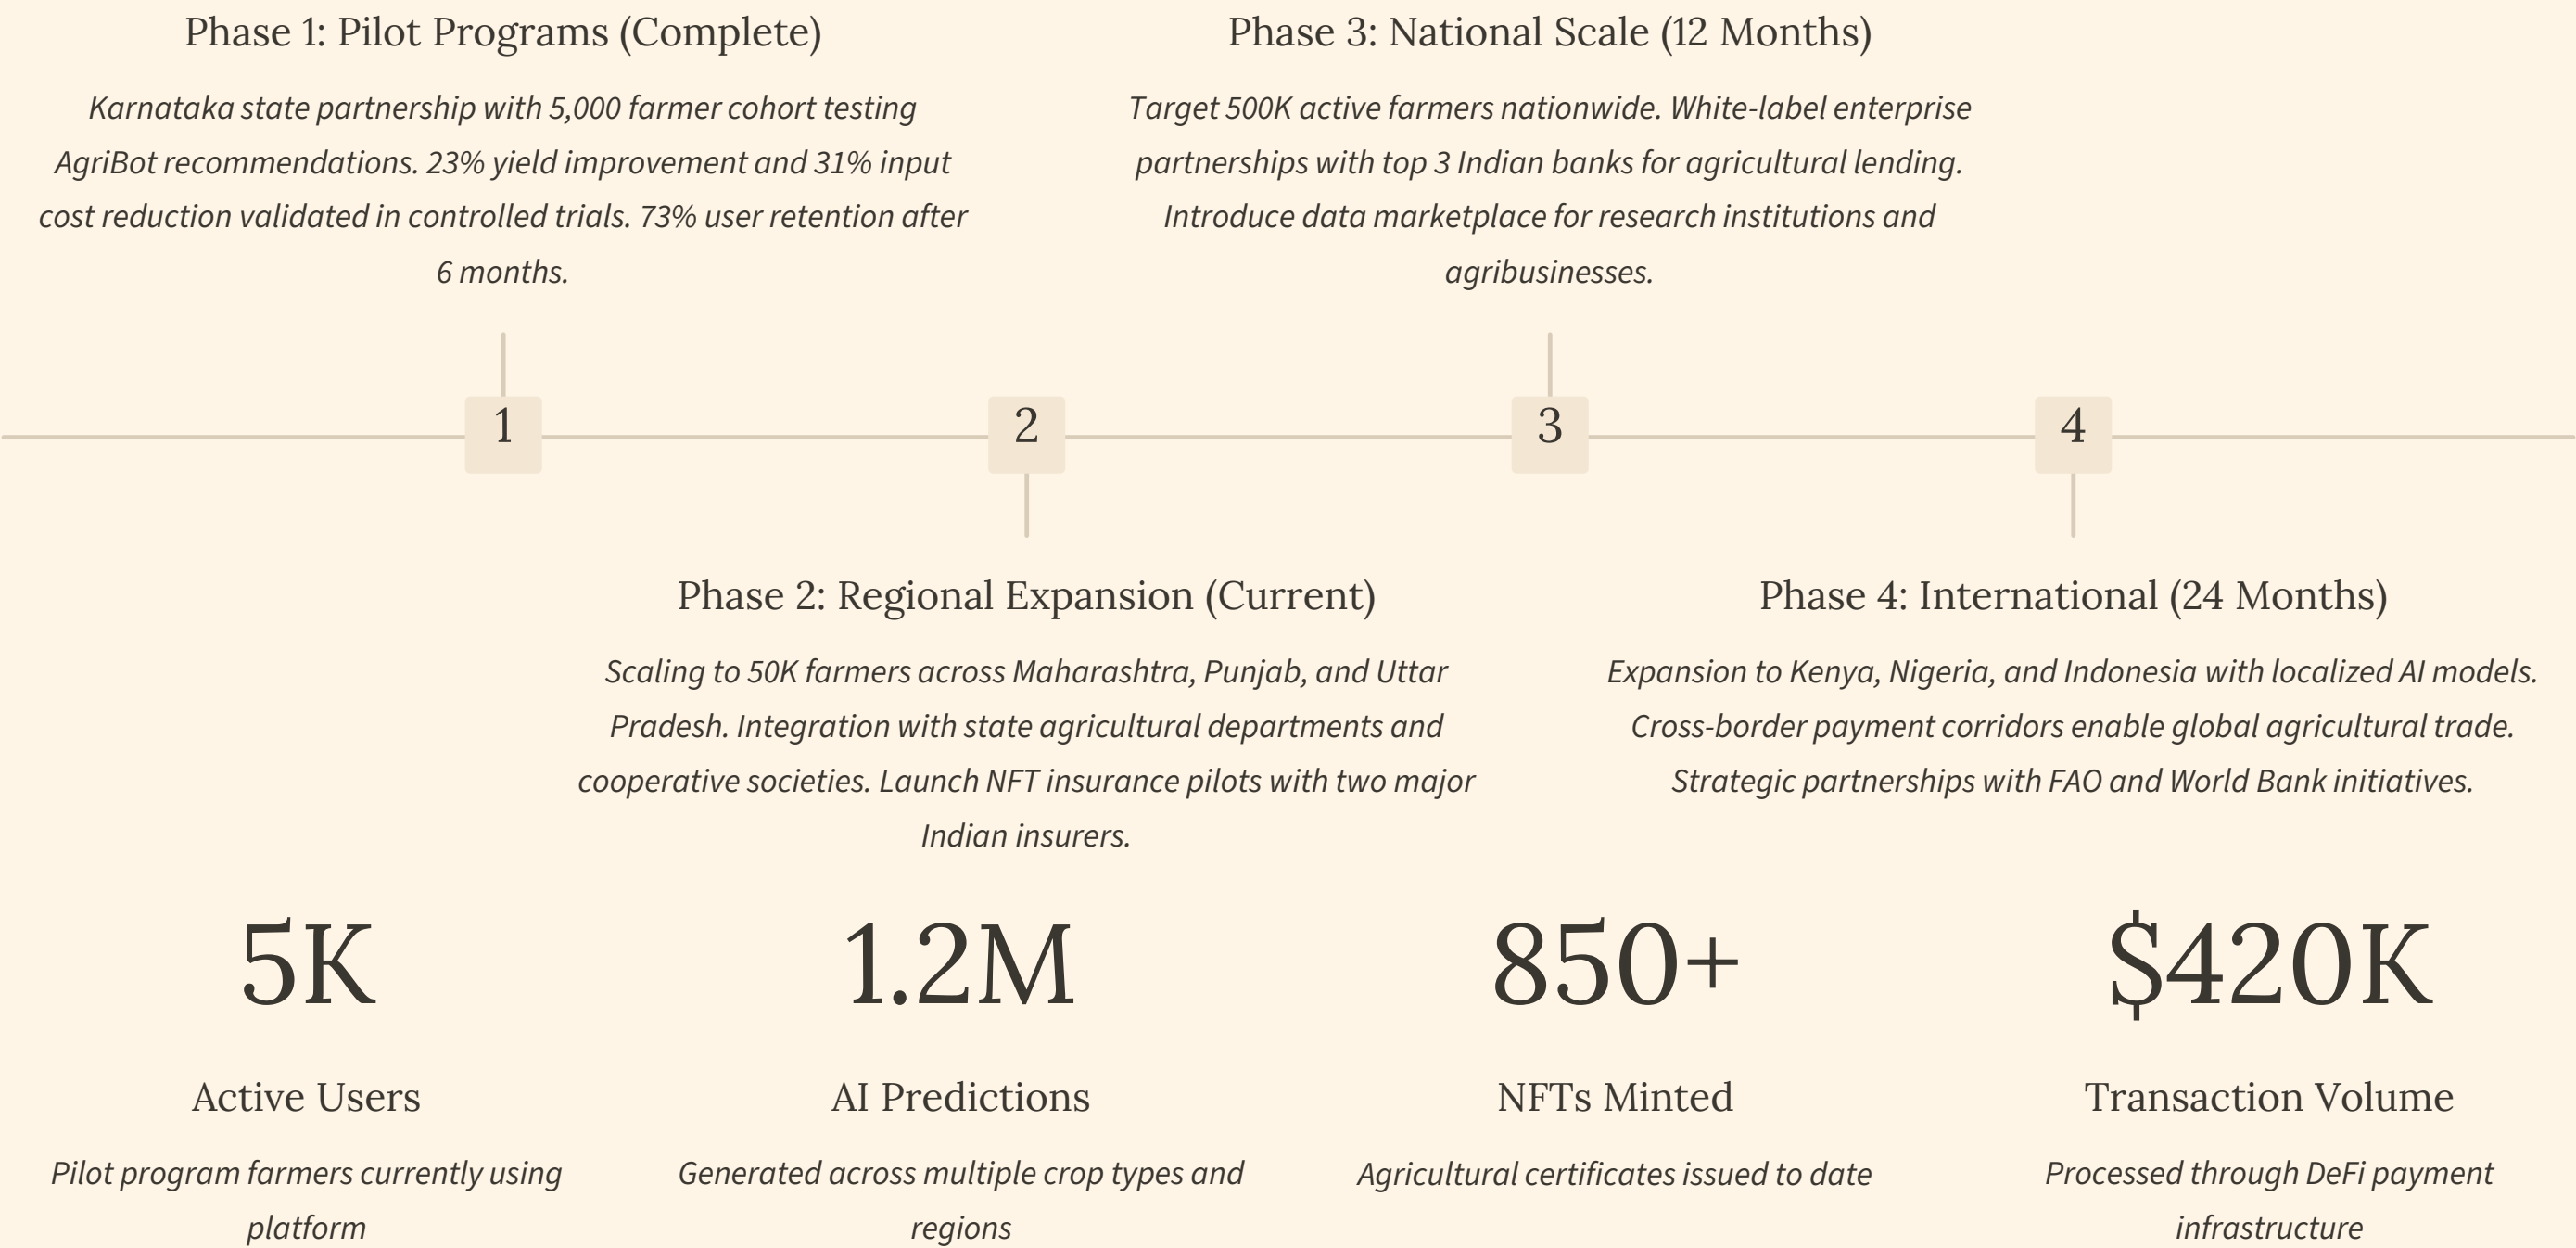 Phase 1: Pilot Programs (Complete)
Karnataka state partnership with 5,000 farmer cohort testing
AgriBot recommendations. 23% yield improvement and 31% input
cost reduction validated in controlled trials. 73% user retention after
6 months.
Phase 3: National Scale (12 Months)
Target 500K active farmers nationwide. White-label enterprise
partnerships with top 3 Indian banks for agricultural lending.
Introduce data marketplace for research institutions and
agribusinesses.
1
2
3
4
Phase 2: Regional Expansion (Current)
Scaling to 50K farmers across Maharashtra, Punjab, and Uttar
Pradesh. Integration with state agricultural departments and
cooperative societies. Launch NFT insurance pilots with two major
Indian insurers.
Phase 4: International (24 Months)
Expansion to Kenya, Nigeria, and Indonesia with localized AI models.
Cross-border payment corridors enable global agricultural trade.
Strategic partnerships with FAO and World Bank initiatives.
5K
Active Users
Pilot program farmers currently using
platform
1.2M
AI Predictions
Generated across multiple crop types and
regions
850+
NFTs Minted
Agricultural certificates issued to date
$420K
Transaction Volume
Processed through DeFi payment
infrastructure